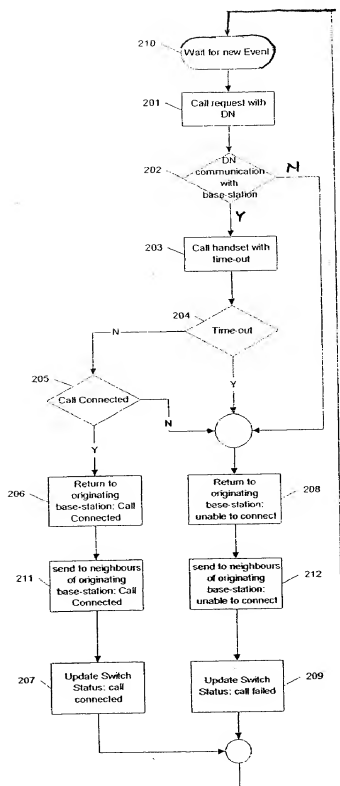 210
Wait for new Event
201
Call request with
DN
202
DN
communication
with
base-station
N
Y
203
Call handset with
time-out
204
Time-out
N
Y
205
Call Connected
N
Y
206
Return to
originating
base-station: Call
Connected
Return to
originating
base-station:
unable to connect
208
211
send to neighbours
of originating
base-station: Call
Connected
send to neighbours
of originating
base-station:
unable to connect
212
207
Update Switch
Status: call
connected
Update Switch
Status: call failed
209